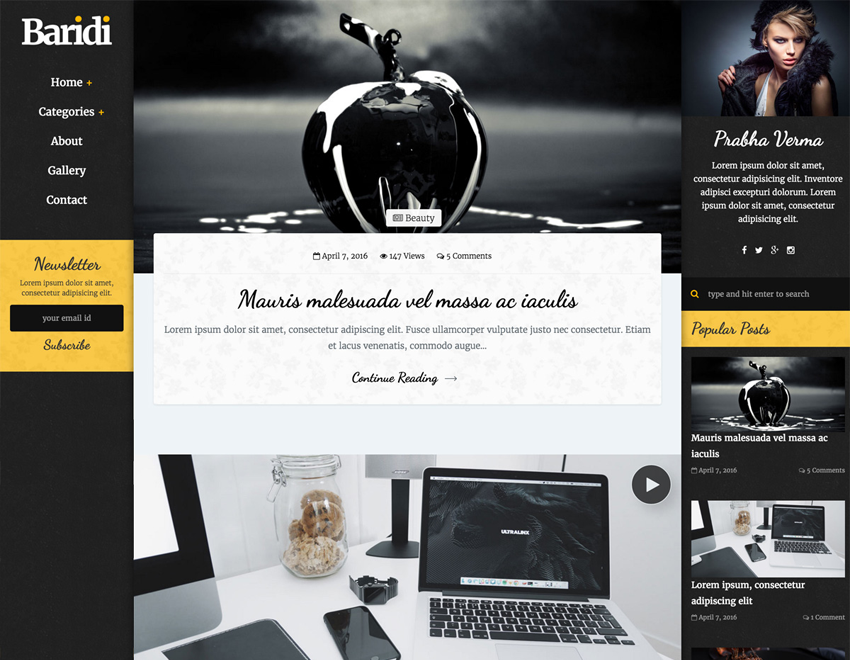 Baridi
Home +
Categories +
About
Gallery
Contact
Newsletter
Lorem ipsum dolor sit amet,
consectetur adipisicing elit.
your email id
Subscribe
Beauty
April 7, 2016 147 Views 5 Comments
Mauris malesuada vel massa ac iaculis
Lorem ipsum dolor sit amet, consectetur adipisicing elit. Fusce ullamcorper vulputate justo nec consectetur. Etiam
et lacus venenatis, commodo augue...
Continue Reading →
ULTRALINX
Prabha Verma
Lorem ipsum dolor sit amet,
consectetur adipisicing elit. Inventore
adipisci excepturi dolorum. Lorem
ipsum dolor sit amet, consectetur
adipisicing elit.
type and hit enter to search
Popular Posts
Mauris malesuada vel massa ac
iaculis
April 7, 2016 5 Comments
Lorem ipsum, consectetur
adipiscing elit
April 7, 2016 1 Comment